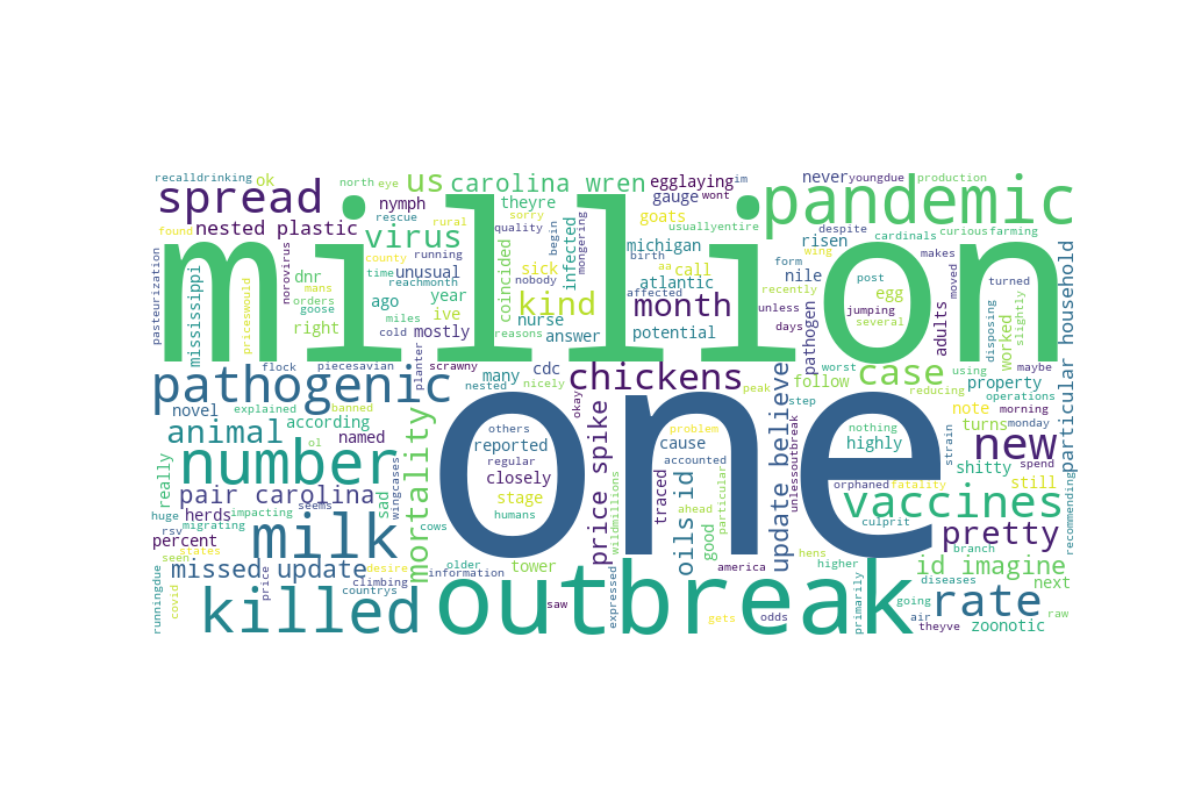 recalldrinking
ok
north
eye
us
carolina wren
egglaying
im
never
youngdue
production
spread
nymph
theyre
gauge
wont
pandemic
rescue
rural
sorry
goats
usuallyentire
found
nested plastic
virus
quality
begin
mongering
despite
cardinals
curious
farming
million
norovirus
county
running
coincided
infected
michigan
birth
risen
wing
makes
moved
pasteurization
mississippi
dnr
time
unusual
reachmonth
sick
nobody
aa
call
nile
form
post
turned
priceswould
mans
orders
goose
ago
year
kind
affected
atlantic
recently
egg
jumping
several
particular household
right
miles
ive
cold
mostly
nurse
reasons
answer
month
potential
unless
days
pathogen
adults
worked
disposing
slightly
maybe
flock
piecesavian
planter
scrawny
many
cdc
chickens
worst
case
using
reducing
pathogenic
nested
nicely
okay
peak
follow
property
operations
step
note
morning
novel
explained
banned
according
mortality
one
others
price spike
problem
update believe
nothing
turns
monday
animal
ol
named
reported
regular
cause
highly
strain
new
really
number
closely
traced
accounted
unlessoutbreak
shitty
spend
pair carolina
sad
wingcases
stage
humans
wildmillions
oils id
ahead
particular
orphaned
fatality
still
recommending
huge
migrating
herds
impacting
seems
good
vaccines
percent
milk
cows
culprit
pretty
seen
states
missed update
desire
older
information
tower
america
hens
higher
branch
id imagine
runningdue
covid
price
climbing
countrys
expressed
diseases
next
killed
outbreak
saw
gets
odds
primarily
going
air
theyve
rate
zoonotic
raw